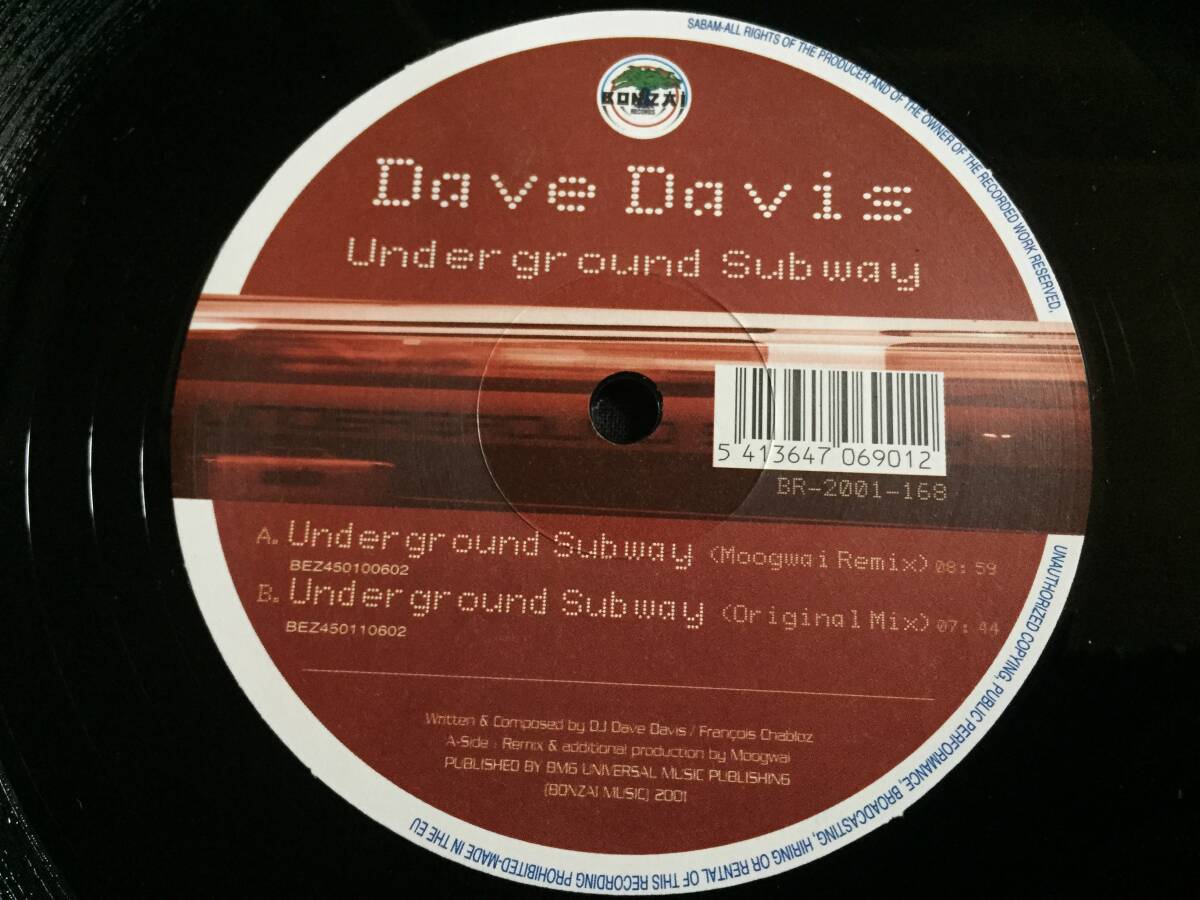 SABAM-ALL RIGHTS OF THE PRODUCER AND OF THE OWNER OF THE RECORDED WORK RESERVED,
BONZAI
RECORDS
Dave Davis
Underground Subway
5 413647 069012
BR-2001-168
A. Underground Subway (Moogwai Remix) 08:59
BEZ450100602
B. Underground Subway (Original Mix) 07:44
BEZ450110602
Written & Composed by DJ Dave Davis / François Chabloz
A-Side : Remix & additional production by Moogwai
PUBLISHED BY BMG UNIVERSAL MUSIC PUBLISHING
(BONZAI MUSIC) 2001
UNAUTHORIZED COPYING, PUBLIC PERFORMANCE, BROADCASTING, HIRING OR RENTAL OF THIS RECORDING PROHIBITED-MADE IN THE EU